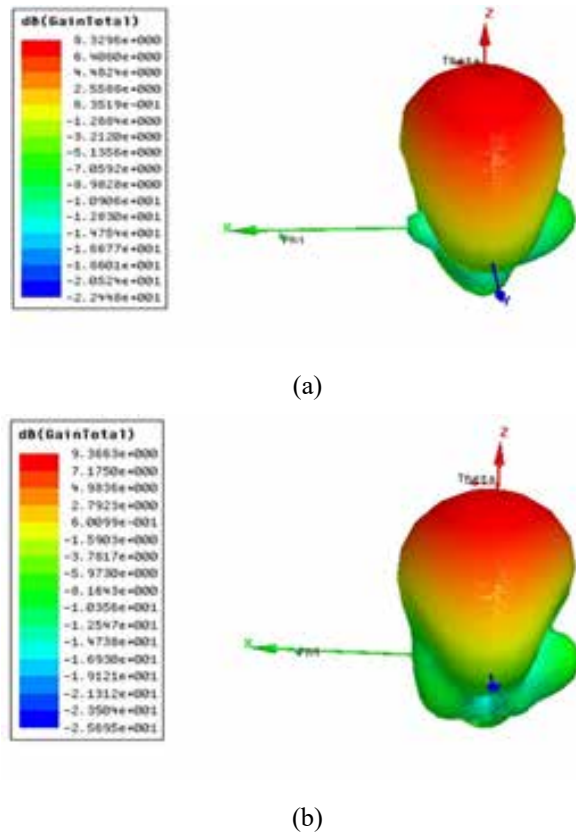 dB(GainTotal)
8.3296e+000
6.4060e+000
4.4824e+000
2.5588e+000
6.3519e-001
-1.2884e+000
-3.2120e+000
-5.1356e+000
-7.0592e+000
-8.9828e+000
-1.0906e+001
-1.2830e+001
-1.4754e+001
-1.6677e+001
-1.8601e+001
-2.0524e+001
-2.2448e+001
Z
Theta
X
Phi
Y
(a)
dB(GainTotal)
9.3663e+000
7.1750e+000
4.9836e+000
2.7923e+000
6.0099e-001
-1.5903e+000
-3.7817e+000
-5.9730e+000
-8.1643e+000
-1.0356e+001
-1.2547e+001
-1.4738e+001
-1.6930e+001
-1.9121e+001
-2.1312e+001
-2.3504e+001
-2.5695e+001
Z
Theta
X
Phi
(b)